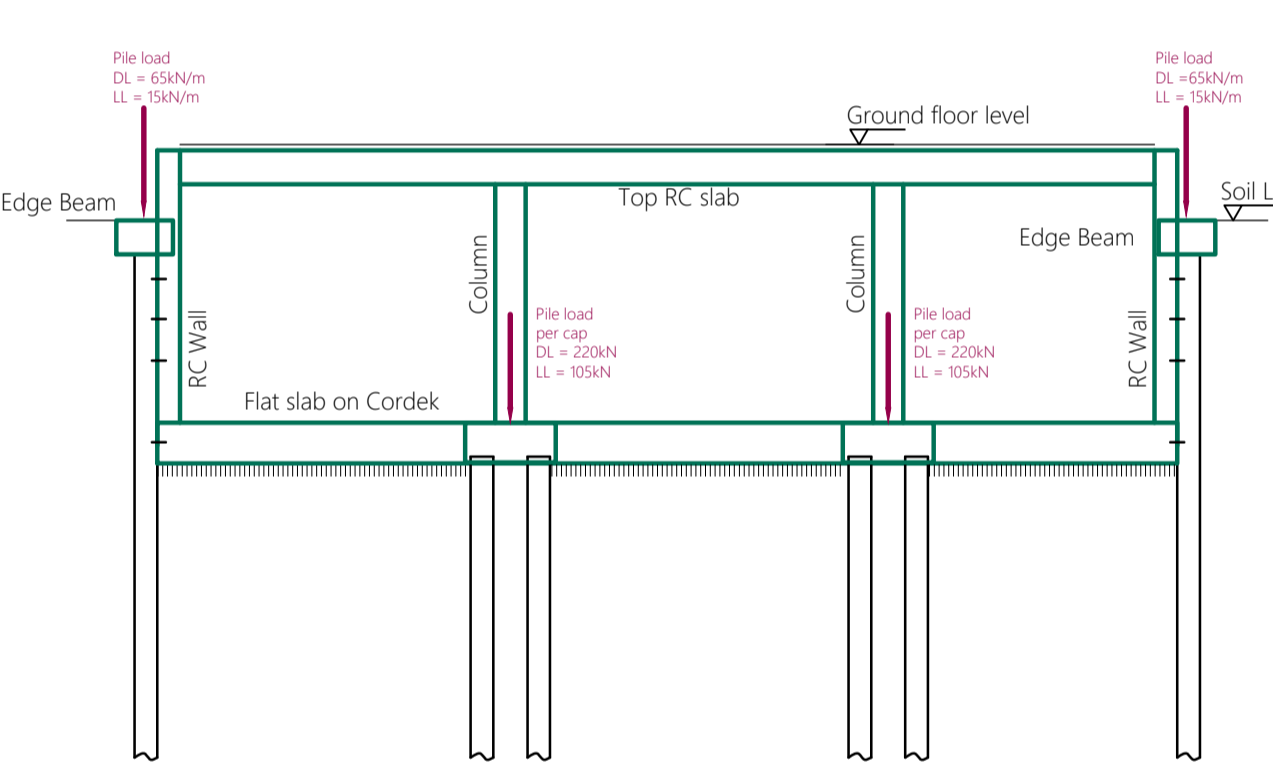 Pile load
DL = 65kN/m
LL = 15kN/m
Pile load
DL =65kN/m
LL = 15kN/m
Ground floor level
Edge Beam
Top RC slab
Soil L
Edge Beam
Column
Column
Pile load
per cap
DL = 220kN
LL = 105kN
Pile load
per cap
DL = 220kN
LL = 105kN
RC Wall
RC Wall
Flat slab on Cordek